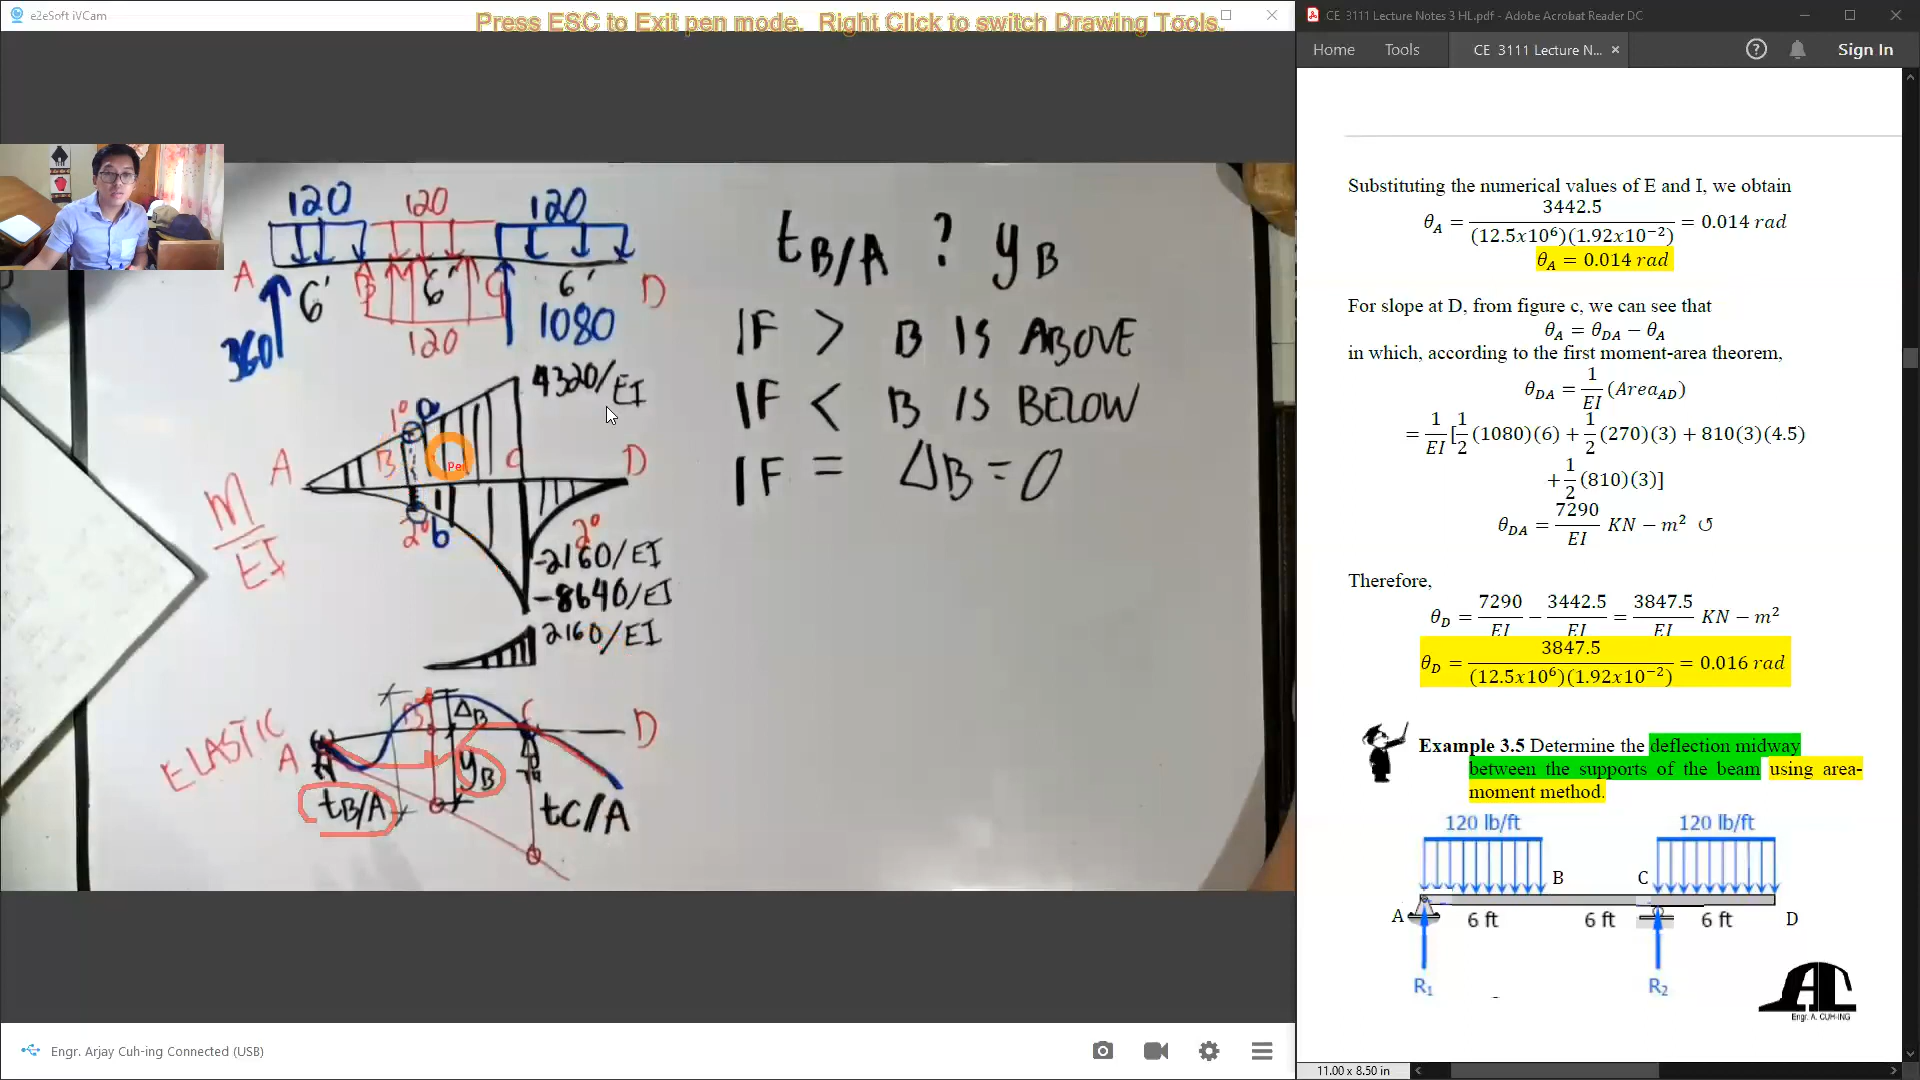 e2eSoft iVCam
Press ESC to Exit pen mode. Right Click to switch Drawing Tools.
120 120 120
A B C D
6' 6' 6'
360 120 1080
4320/EI
1° a
A B C D
Pe
M/EI
2° b 2°
-2160/EI
-8640/EI
2160/EI
ELASTIC
A B ΔB C D
yB
tB/A tC/A
tB/A ? yB
IF > B IS ABOVE
IF < B IS BELOW
IF = ΔB = 0
Engr. Arjay Cuh-ing Connected (USB)
CE 3111 Lecture Notes 3 HL.pdf - Adobe Acrobat Reader DC
Home Tools CE 3111 Lecture N... × ? Sign In
Substituting the numerical values of E and I, we obtain
θA = 3442.5 / (12.5x10⁶)(1.92x10⁻²) = 0.014 rad
θA = 0.014 rad
For slope at D, from figure c, we can see that
θA = θDA − θA
in which, according to the first moment-area theorem,
θDA = 1/EI (AreaAD)
= 1/EI [1/2 (1080)(6) + 1/2 (270)(3) + 810(3)(4.5)
+ 1/2 (810)(3)]
θDA = 7290/EI KN − m² ↺
Therefore,
θD = 7290/EI − 3442.5/EI = 3847.5/EI KN − m²
θD = 3847.5 / (12.5x10⁶)(1.92x10⁻²) = 0.016 rad
Example 3.5 Determine the deflection midway
between the supports of the beam using area-
moment method.
120 lb/ft 120 lb/ft
B C
A 6 ft 6 ft 6 ft D
R1 R2
AC
Engr. A. CUH-ING
11.00 x 8.50 in